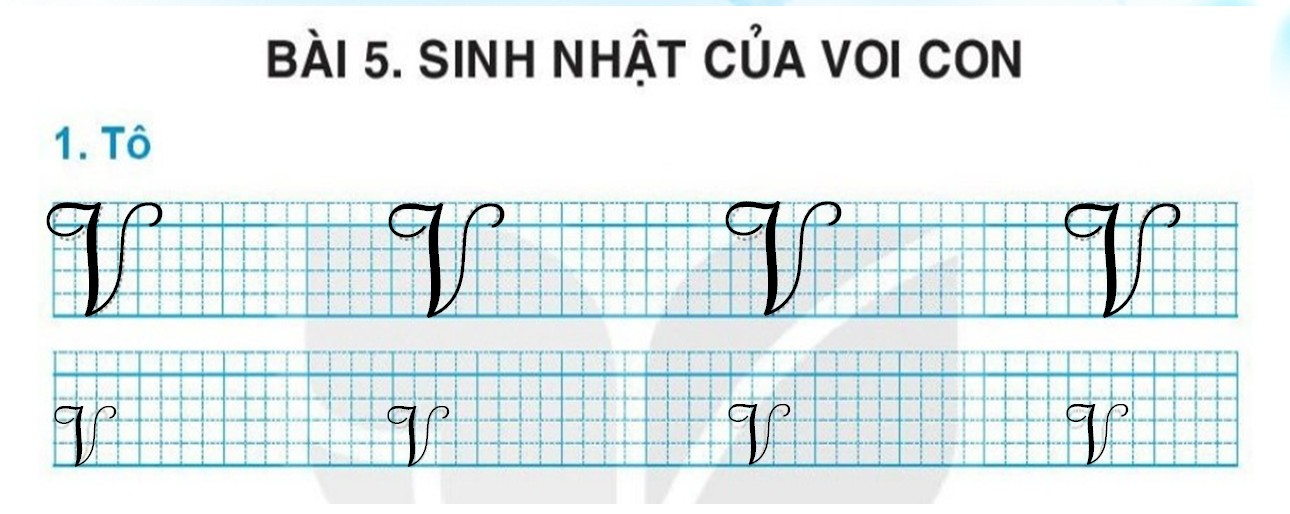 BÀI 5. SINH NHẬT CỦA VOI CON
1. Tô
V V V V
V V V V